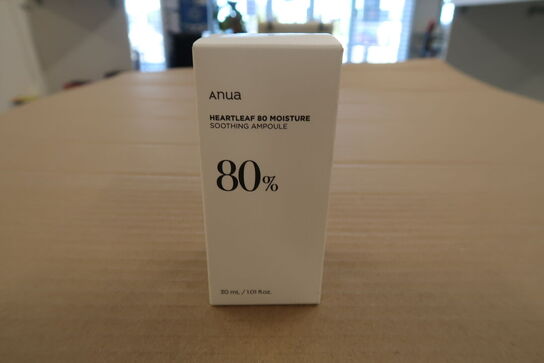 Anua
HEARTLEAF 80 MOISTURE
SOOTHING AMPOULE
80%
30 mL / 1.01 fl.oz.